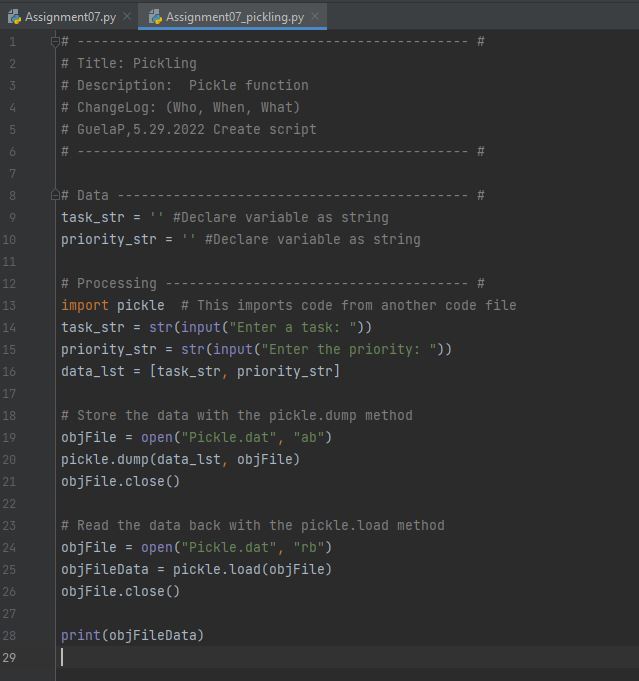 Assignment07.py × Assignment07_pickling.py ×
1 # ------------------------------------------------- #
2 # Title: Pickling
3 # Description:  Pickle function
4 # ChangeLog: (Who, When, What)
5 # GuelaP,5.29.2022 Create script
6 # ------------------------------------------------- #
7
8 # Data -------------------------------------------- #
9 task_str = '' #Declare variable as string
10 priority_str = '' #Declare variable as string
11
12 # Processing -------------------------------------- #
13 import pickle  # This imports code from another code file
14 task_str = str(input("Enter a task: "))
15 priority_str = str(input("Enter the priority: "))
16 data_lst = [task_str, priority_str]
17
18 # Store the data with the pickle.dump method
19 objFile = open("Pickle.dat", "ab")
20 pickle.dump(data_lst, objFile)
21 objFile.close()
22
23 # Read the data back with the pickle.load method
24 objFile = open("Pickle.dat", "rb")
25 objFileData = pickle.load(objFile)
26 objFile.close()
27
28 print(objFileData)
29